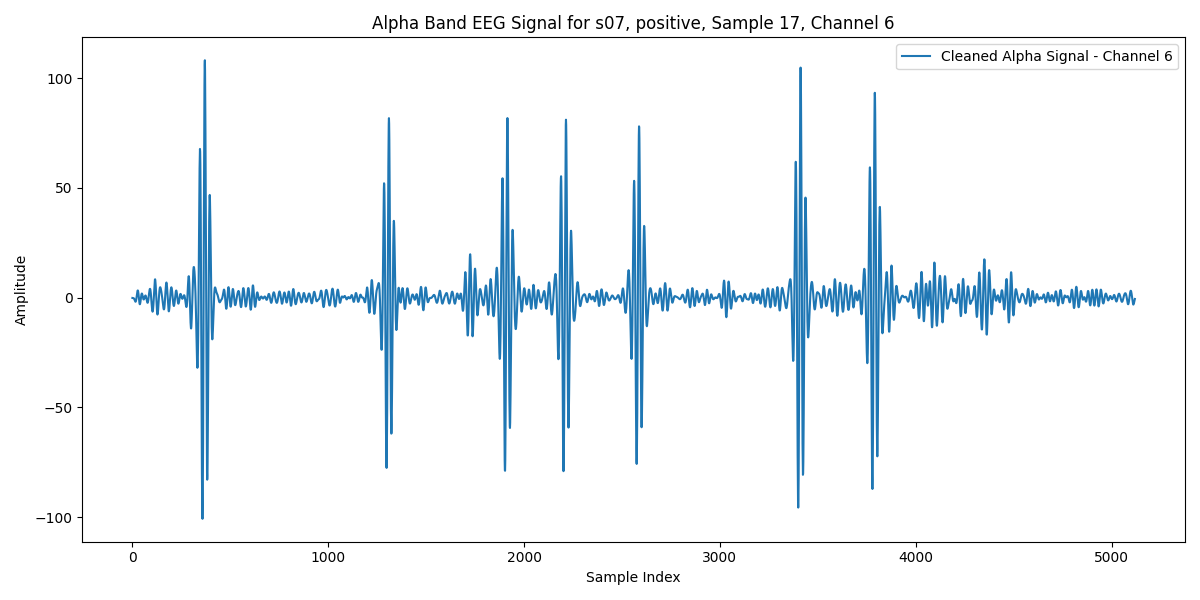 Alpha Band EEG Signal for s07, positive, Sample 17, Channel 6
Cleaned Alpha Signal - Channel 6
100
50
0
−50
−100
Amplitude
0 1000 2000 3000 4000 5000
Sample Index